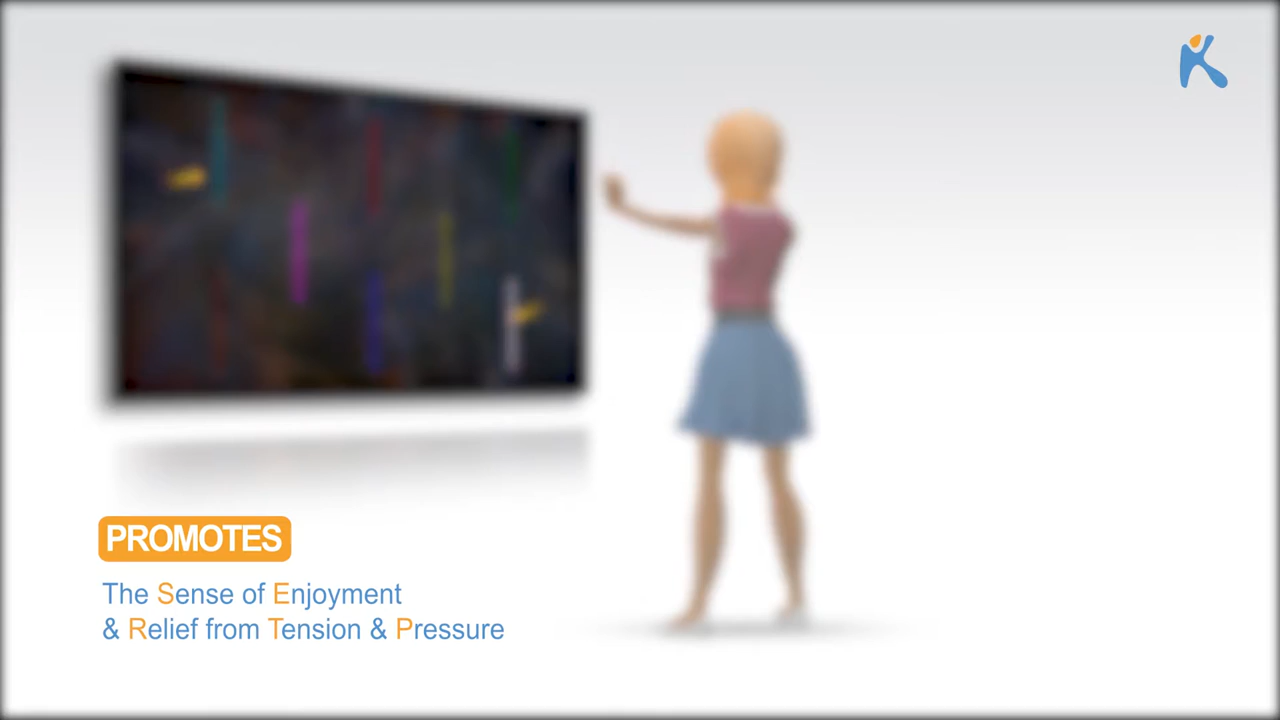 PROMOTES
The Sense of Enjoyment
& Relief from Tension & Pressure